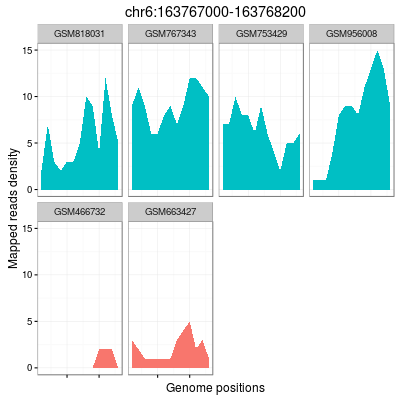 chr6:163767000-163768200
GSM818031 GSM767343 GSM753429 GSM956008
15
10
5
0
GSM466732 GSM663427
15
10
5
0
Mapped reads density
Genome positions